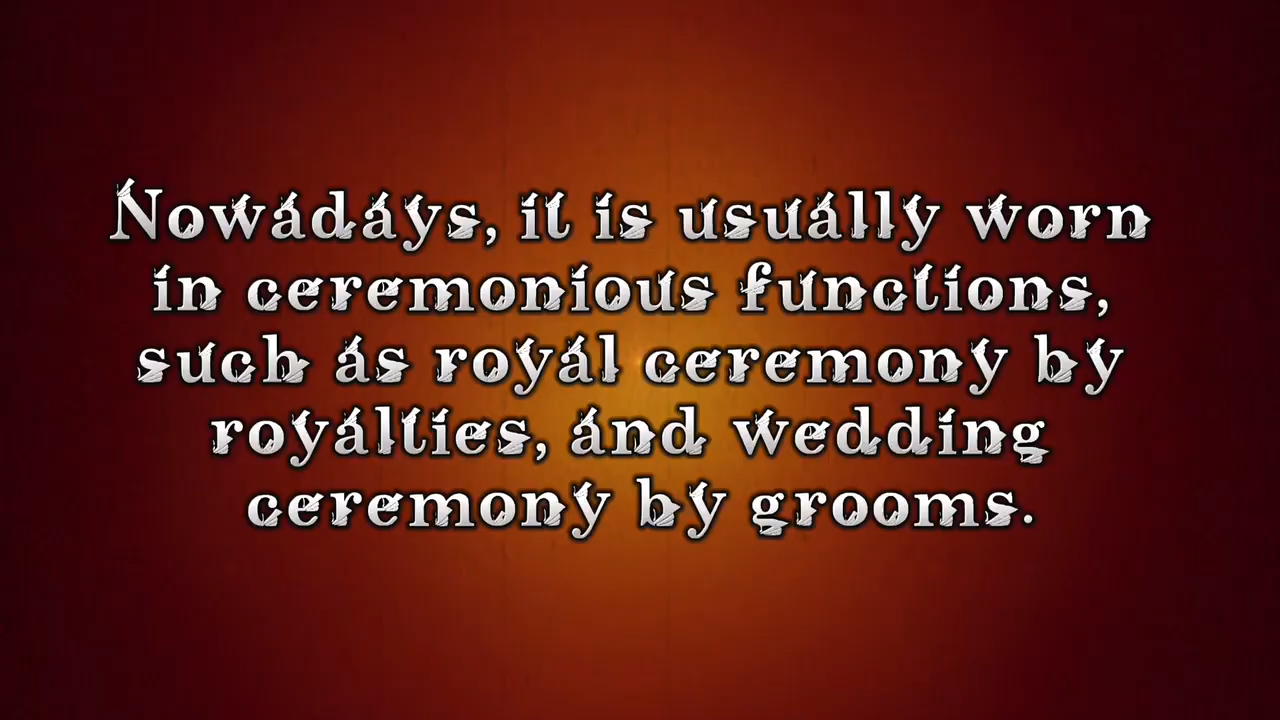 Nowadays, it is usually worn
in ceremonious functions,
such as royal ceremony by
royalties, and wedding
ceremony by grooms.